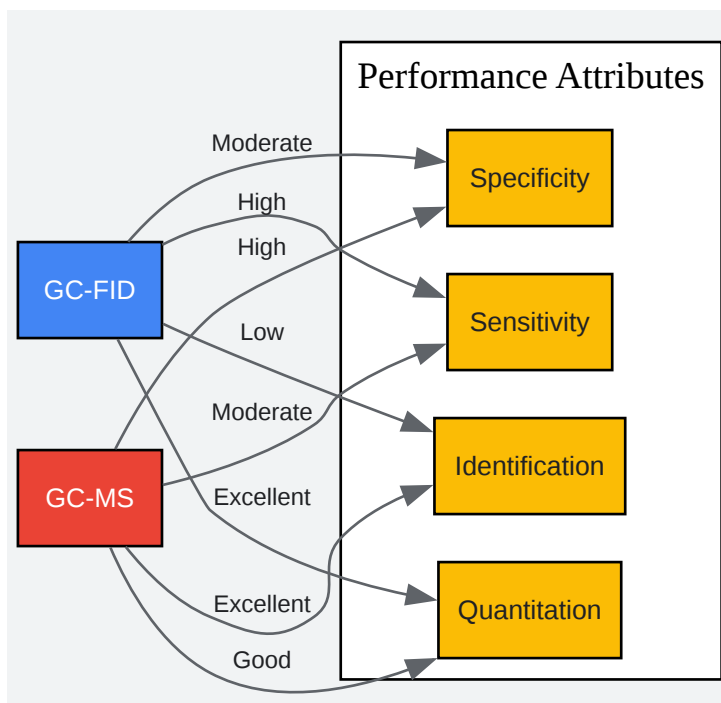 Performance Attributes
Moderate
Specificity
High
High
GC-FID
Sensitivity
Low
Moderate
Identification
GC-MS
Excellent
Excellent
Quantitation
Good